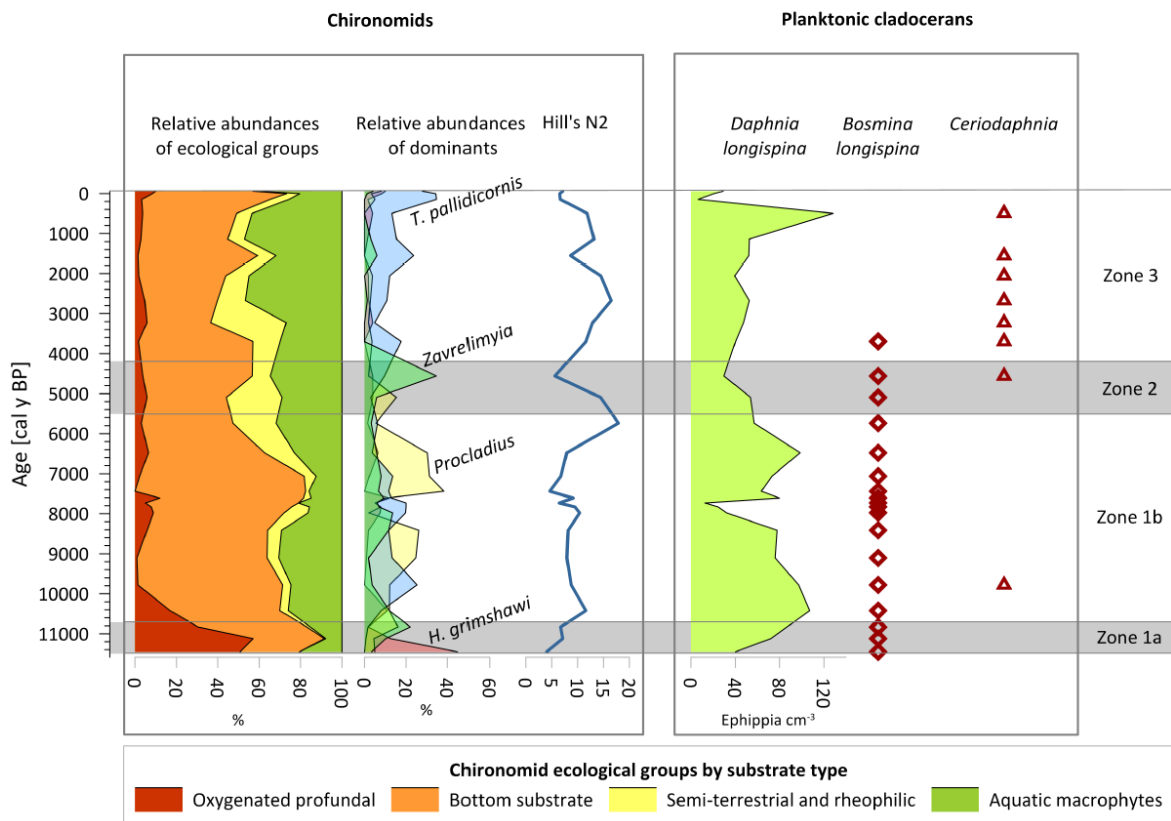 Chironomids
Planktonic cladocerans
Relative abundances
of ecological groups
Relative abundances
of dominants
Hill's N2
Daphnia
longispina
Bosmina
longispina
Ceriodaphnia
Age [cal y BP]
0
1000
2000
3000
4000
5000
6000
7000
8000
9000
10000
11000
T. pallidicornis
Zavrelimyia
Procladius
H. grimshawi
Zone 3
Zone 2
Zone 1b
Zone 1a
0 20 40 60 80 100
%
0 20 40 60
%
0 5 10 15 20
0 40 80 120
Ephippia cm-3
Chironomid ecological groups by substrate type
Oxygenated profundal Bottom substrate Semi-terrestrial and rheophilic Aquatic macrophytes